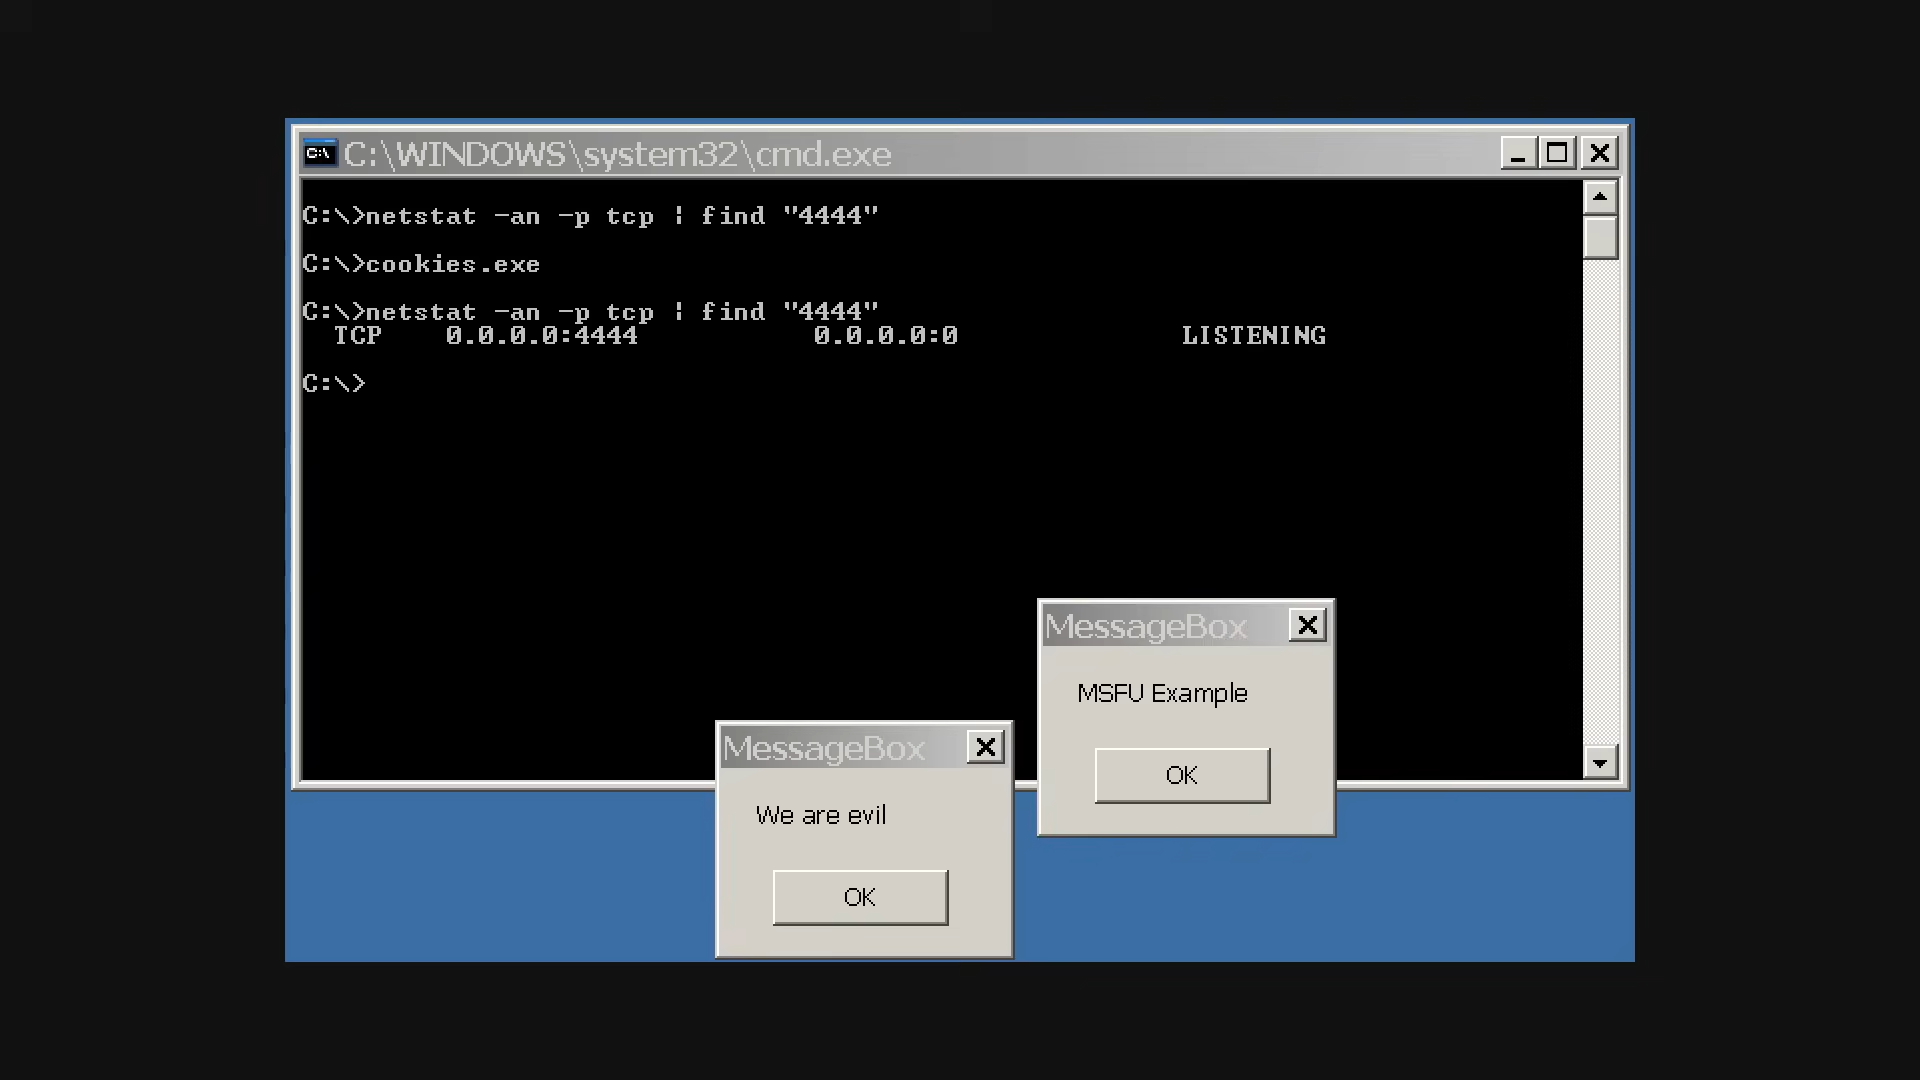 C:\WINDOWS\system32\cmd.exe
C:\>netstat -an -p tcp | find "4444"
C:\>cookies.exe
C:\>netstat -an -p tcp | find "4444"
TCP 0.0.0.0:4444 0.0.0.0:0 LISTENING
C:\>
MessageBox
MSFU Example
OK
MessageBox
We are evil
OK